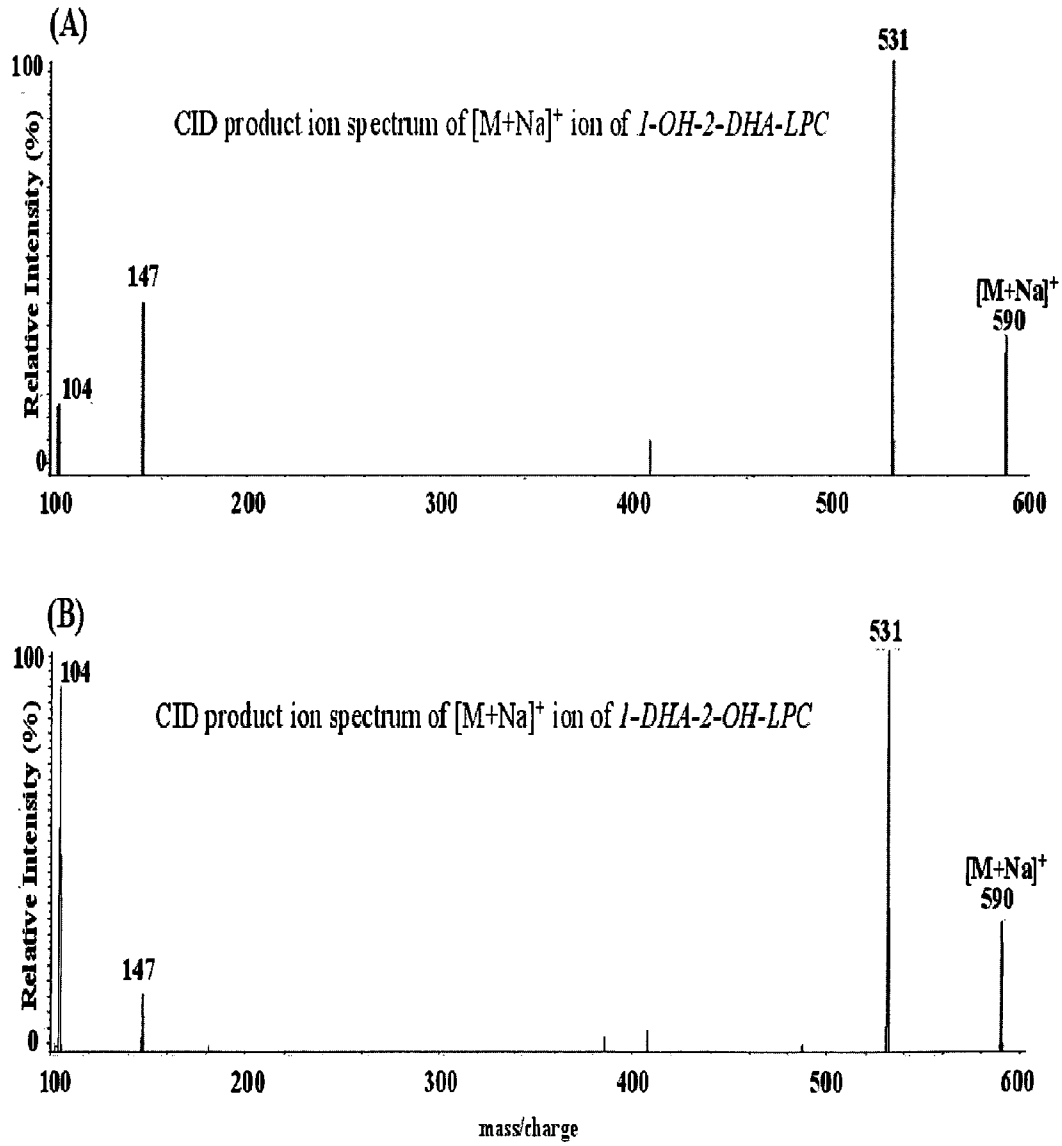 (A)
531
100
CID product ion spectrum of [M+Na]+ ion of 1-OH-2-DHA-LPC
Relative Intensity (%)
147
[M+Na]+
590
104
0
100 200 300 400 500 600
(B)
531
100
104
CID product ion spectrum of [M+Na]+ ion of 1-DHA-2-OH-LPC
Relative Intensity (%)
[M+Na]+
590
147
0
100 200 300 400 500 600
mass/charge